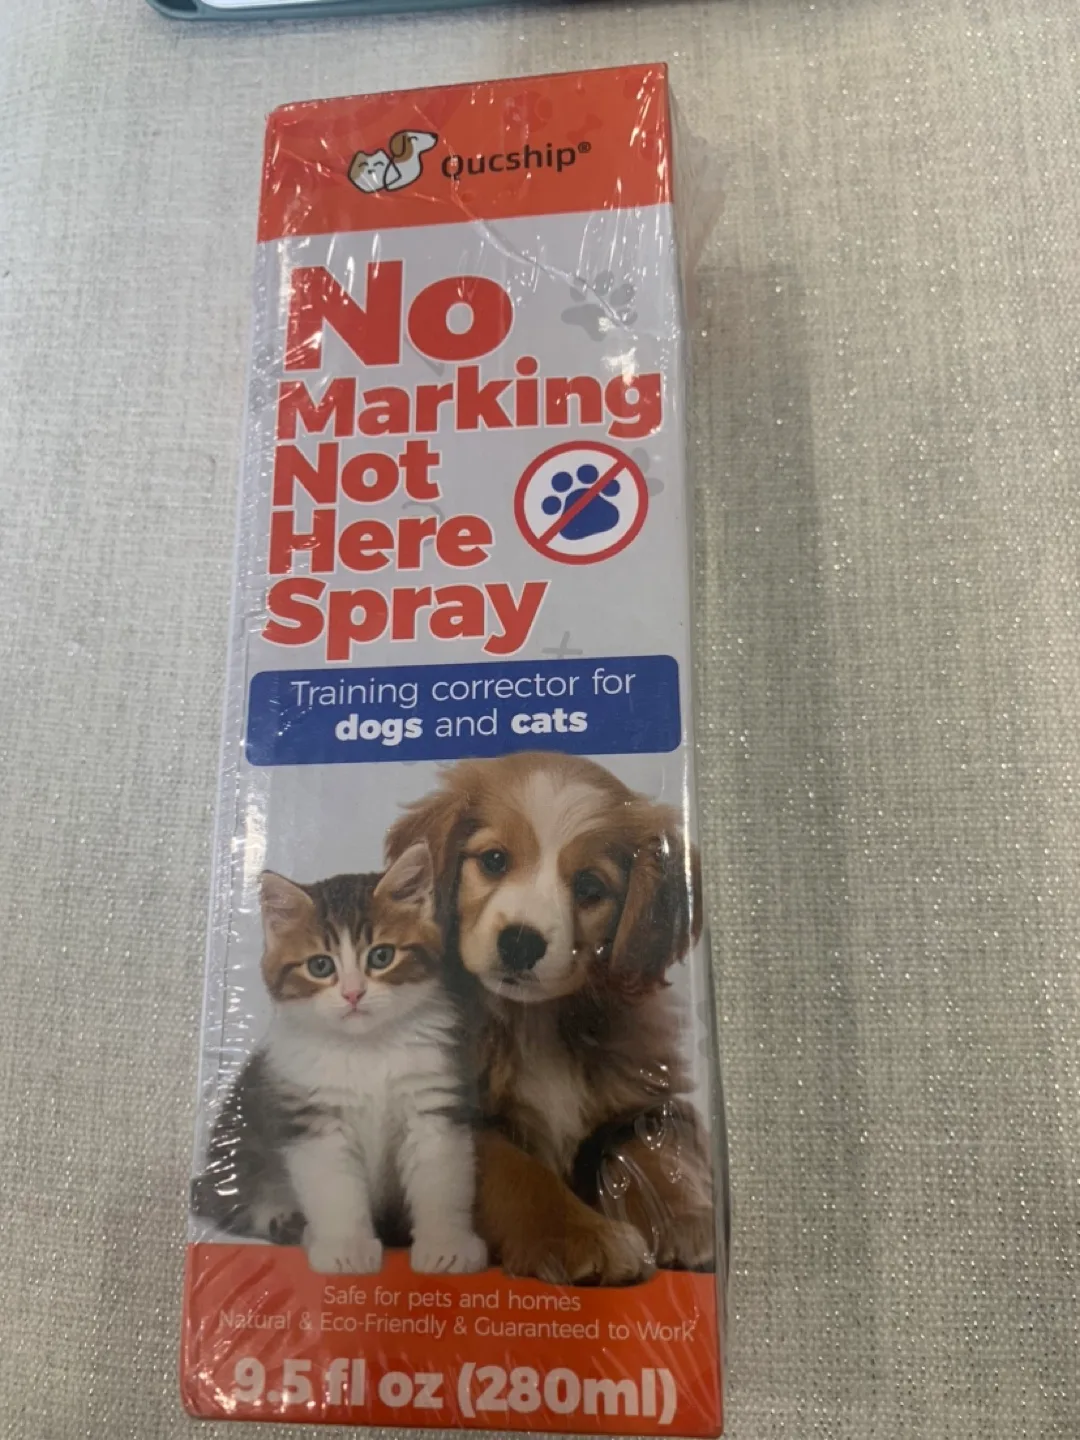 Qucship®
No
Marking
Not
Here
Spray
Training corrector for
dogs and cats
Safe for pets and homes
Natural & Eco-Friendly & Guaranteed to Work
9.5 fl oz (280ml)